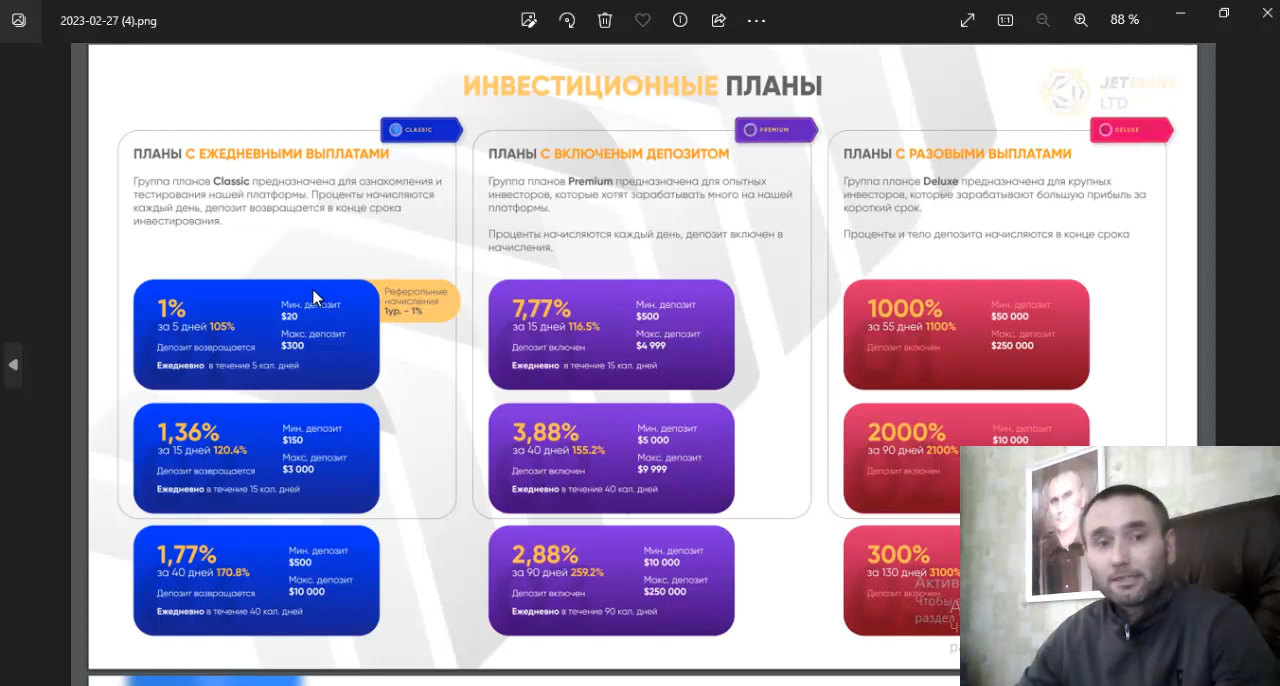 2023-02-27 (4).png
88 %
ИНВЕСТИЦИОННЫЕ ПЛАНЫ
LTD
CLASSIC
ПЛАНЫ С ЕЖЕДНЕВНЫМИ ВЫПЛАТАМИ
Группа планов Classic предназначена для ознакомления и
тестирования нашей платформы. Проценты начисляются
каждый день, депозит возвращается в конце срока
инвестирования.
1%
за 5 дней 105%
Депозит возвращается
Ежедневно в течение 5 кал. дней
Мин. депозит
$20
Макс. депозит
$300
Реферальные
начисления
1ур. - 1%
1,36%
за 15 дней 120.4%
Депозит возвращается
Ежедневно в течение 15 кал. дней
Мин. депозит
$150
Макс. депозит
$3 000
1,77%
за 40 дней 170.8%
Депозит возвращается
Ежедневно в течение 40 кал. дней
Мин. депозит
$500
Макс. депозит
$10 000
PREMIUM
ПЛАНЫ С ВКЛЮЧЕНЫМ ДЕПОЗИТОМ
Группа планов Premium предназначена для опытных
инвесторов, которые хотят зарабатывать много на нашей
платформы.
Проценты начисляются каждый день, депозит включен в
начисления.
7,77%
за 15 дней 116.5%
Депозит включен
Ежедневно в течение 15 кал. дней
Мин. депозит
$500
Макс. депозит
$4 999
3,88%
за 40 дней 155.2%
Депозит включен
Ежедневно в течение 40 кал. дней
Мин. депозит
$5 000
Макс. депозит
$9 999
2,88%
за 90 дней 259.2%
Депозит включен
Ежедневно в течение 90 кал. дней
Мин. депозит
$10 000
Макс. депозит
$250 000
DELUXE
ПЛАНЫ С РАЗОВЫМИ ВЫПЛАТАМИ
Группа планов Deluxe предназначена для крупных
инвесторов, которые зарабатывают большую прибыль за
короткий срок.
Проценты и тело депозита начисляются в конце срока
1000%
за 55 дней 1100%
Депозит включен
Мин. депозит
$50 000
Макс. депозит
$250 000
2000%
за 90 дней 2100%
Депозит включен
Мин. депозит
$10 000
300%
за 130 дней 3100%
Депозит включен
раздел